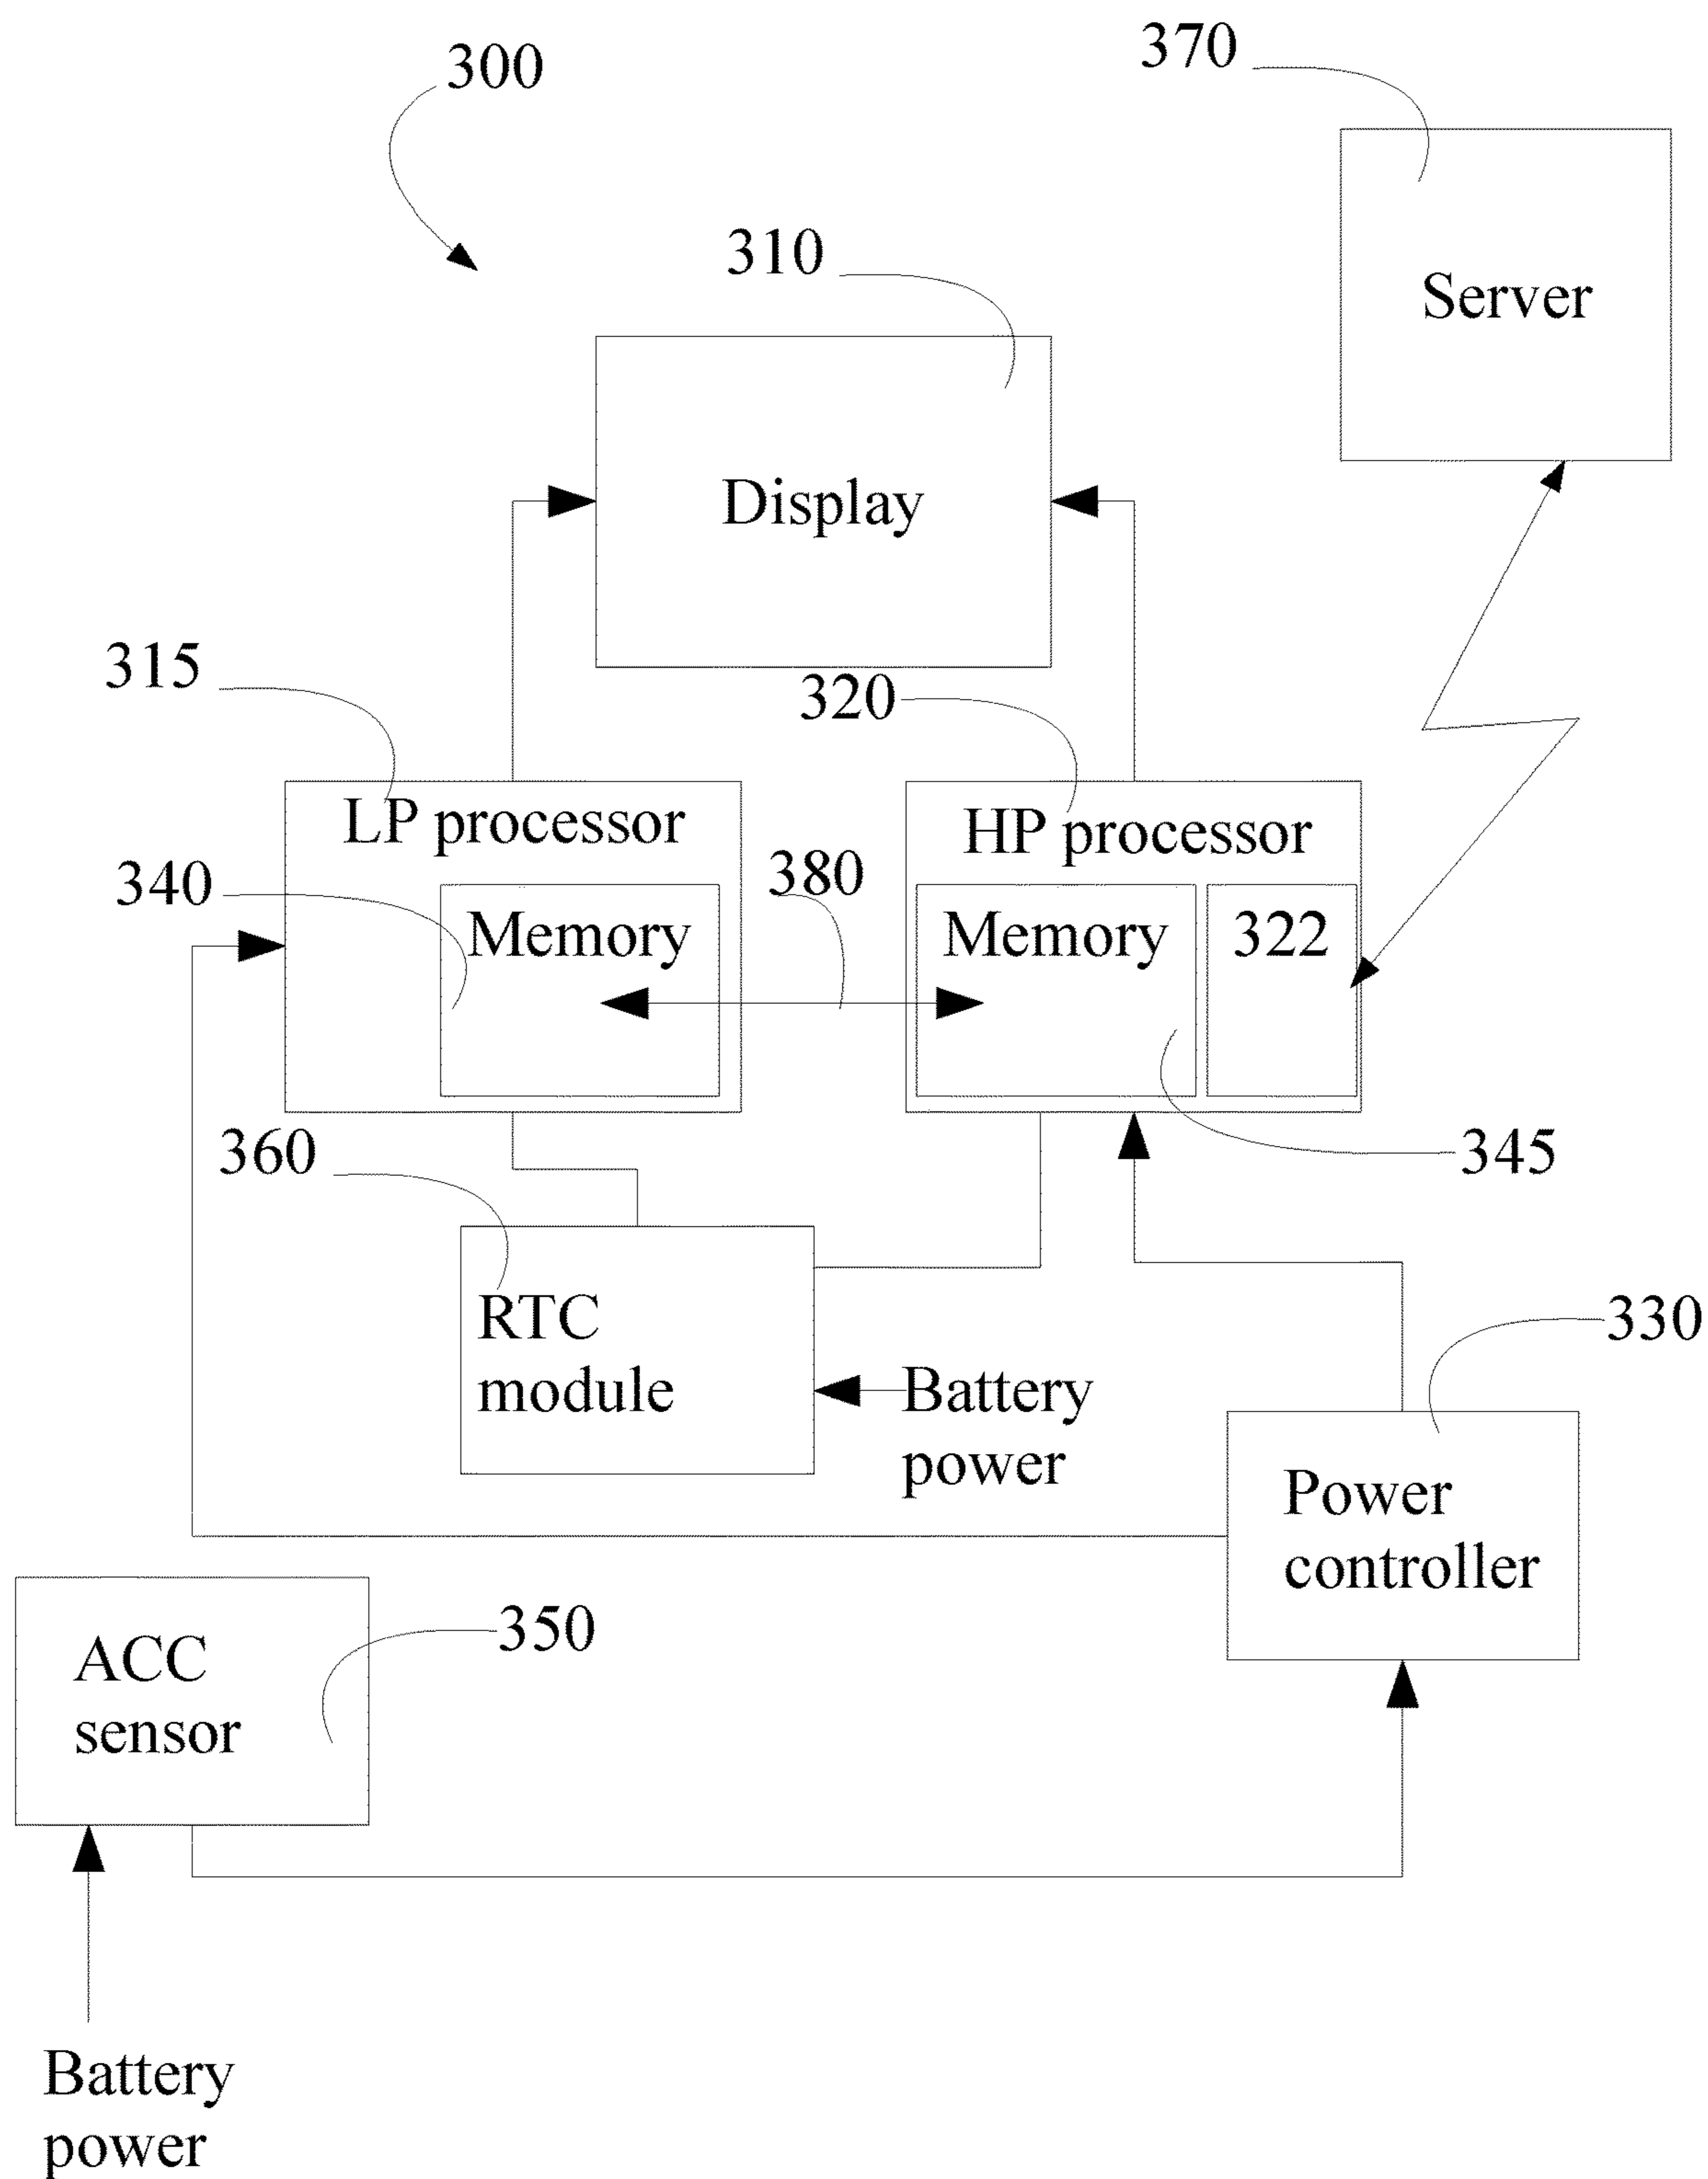 300
370
310
Server
Display
315
320
LP processor
HP processor
340
380
Memory
Memory
322
360
345
RTC
module
330
Battery
power
Power
controller
ACC
sensor
350
Battery
power